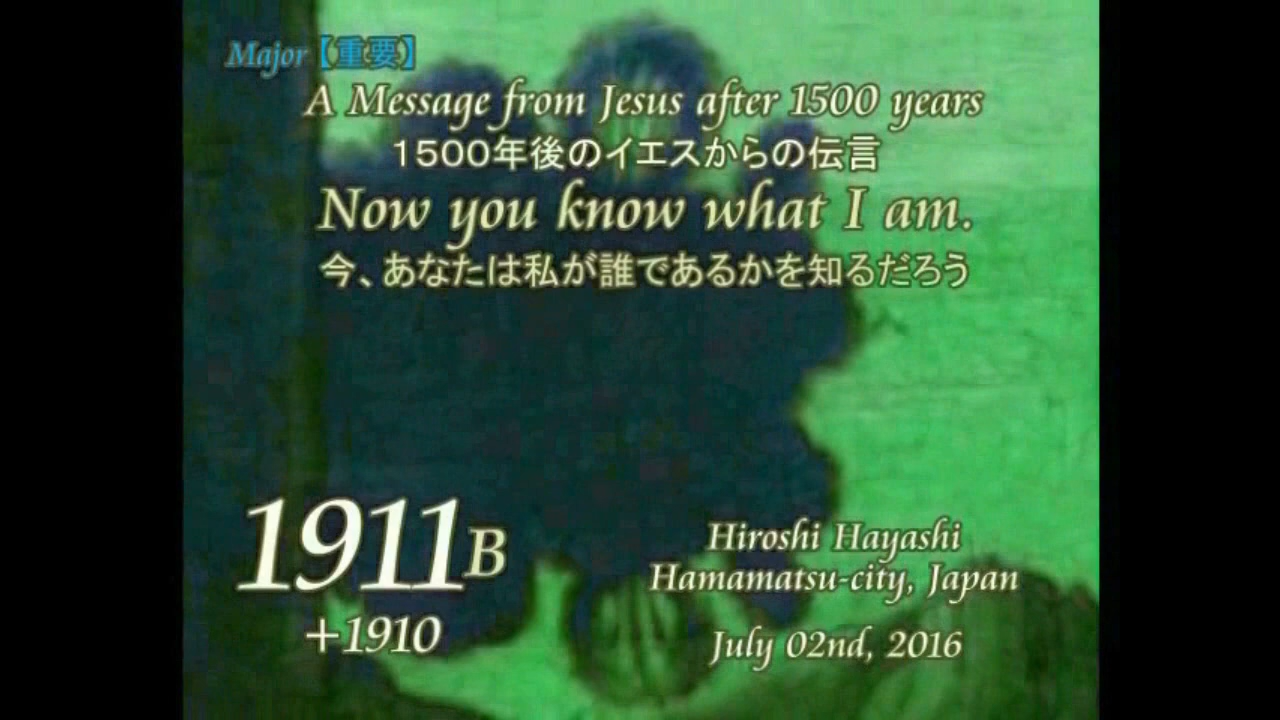 Major【重要】
A Message from Jesus after 1500 years
1500年後のイエスからの伝言
Now you know what I am.
今、あなたは私が誰であるかを知るだろう
1911B
+1910
Hiroshi Hayashi
Hamamatsu-city, Japan
July 02nd, 2016